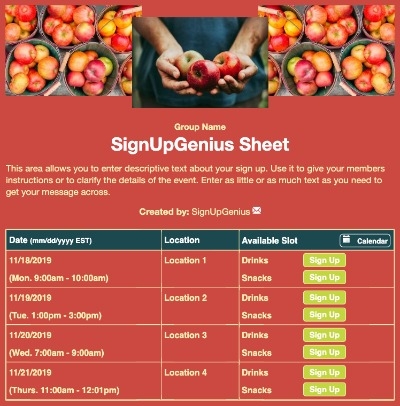 Group Name
SignUpGenius Sheet
This area allows you to enter descriptive text about your sign up. Use it to give your members
instructions or to clarify the details of the event. Enter as little or as much text as you need to
get your message across.
Created by: SignUpGenius
Date (mm/dd/yyyy EST) Location Available Slot Calendar
11/18/2019 Location 1 Drinks Sign Up
(Mon. 9:00am - 10:00am) Snacks Sign Up
11/19/2019 Location 2 Drinks Sign Up
(Tue. 1:00pm - 3:00pm) Snacks Sign Up
11/20/2019 Location 3 Drinks Sign Up
(Wed. 7:00am - 9:00am) Snacks Sign Up
11/21/2019 Location 4 Drinks Sign Up
(Thurs. 11:00am - 12:01pm) Snacks Sign Up